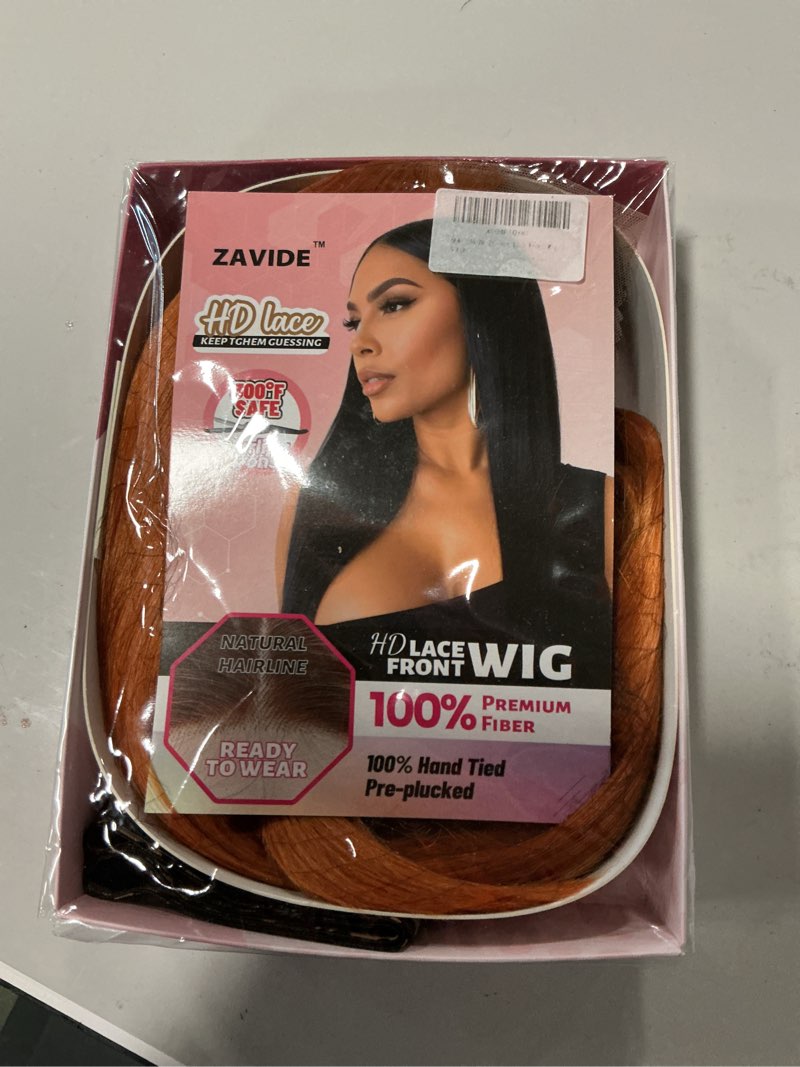 ZAVIDE™
HD lace
KEEP TGHEM GUESSING
300°F
SAFE
NATURAL
HAIRLINE
READY
TO WEAR
HD LACE
FRONT WIG
100% PREMIUM
FIBER
100% Hand Tied
Pre-plucked